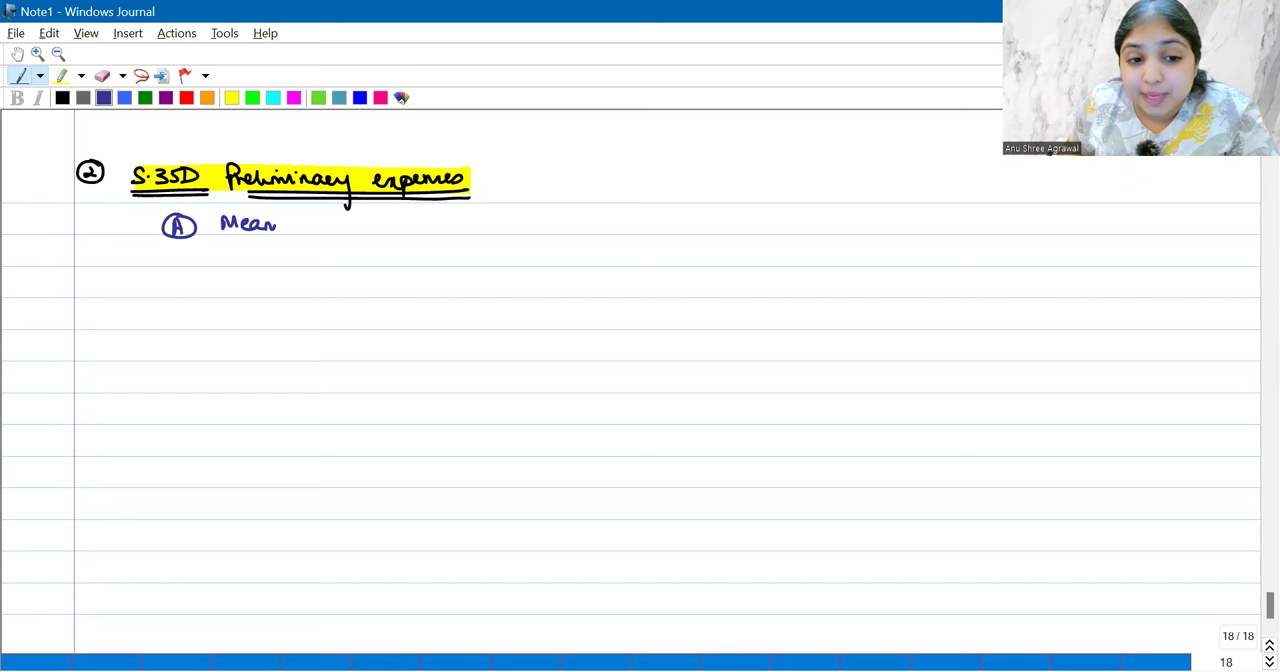 Note1 - Windows Journal
File Edit View Insert Actions Tools Help
B I
Anu Shree Agrawal
② S.35D Preliminary expenses
Ⓐ Mean
18 / 18
18